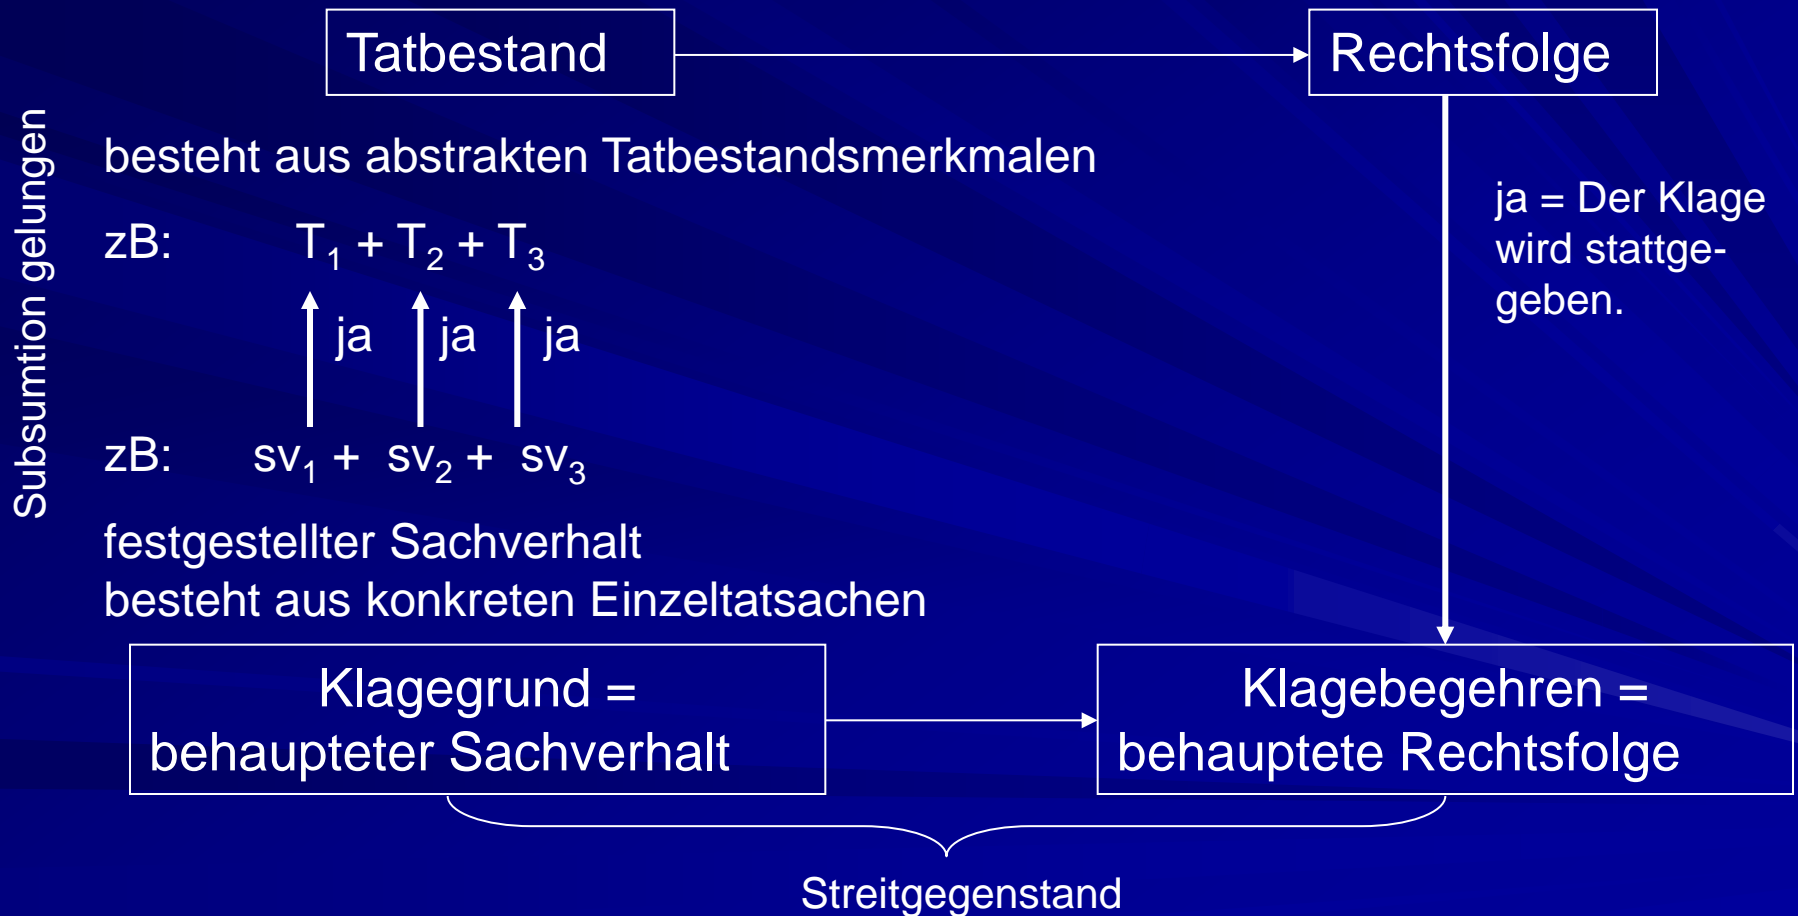 Tatbestand
Rechtsfolge
Subsumtion gelungen
besteht aus abstrakten Tatbestandsmerkmalen
zB: T₁ + T₂ + T₃
ja ja ja
zB: sv₁ + sv₂ + sv₃
festgestellter Sachverhalt
besteht aus konkreten Einzeltatsachen
ja = Der Klage
wird stattge-
geben.
Klagegrund =
behaupteter Sachverhalt
Klagebegehren =
behauptete Rechtsfolge
Streitgegenstand